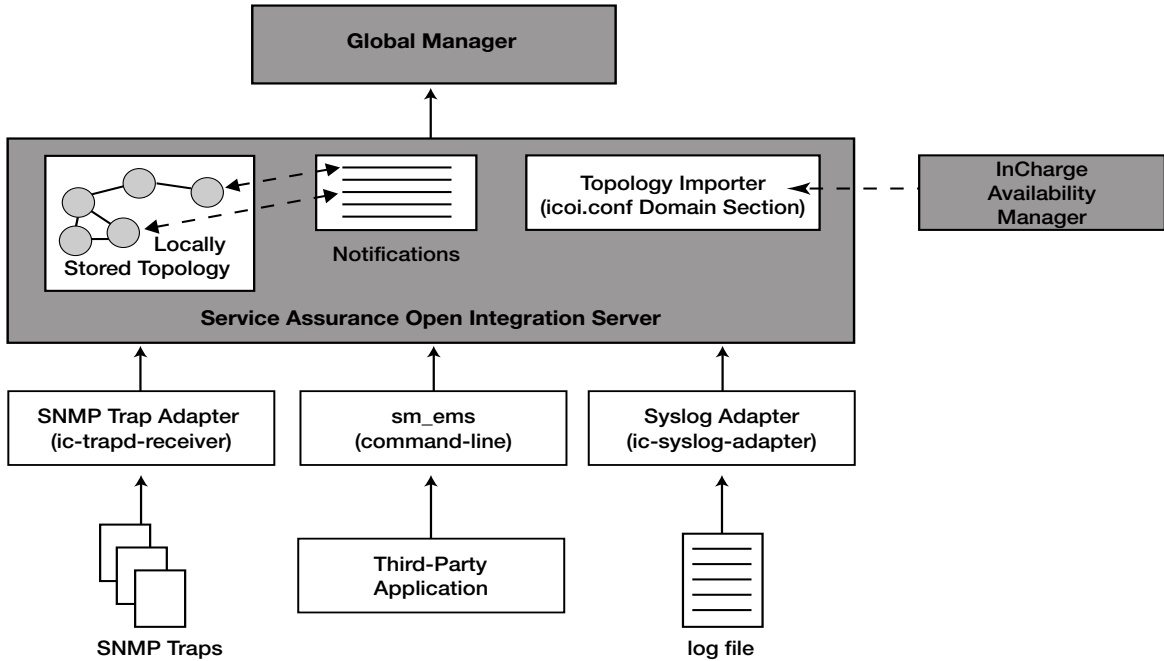 Global Manager
Locally
Stored Topology
Notifications
Topology Importer
(icoi.conf Domain Section)
InCharge
Availability
Manager
Service Assurance Open Integration Server
SNMP Trap Adapter
(ic-trapd-receiver)
sm_ems
(command-line)
Syslog Adapter
(ic-syslog-adapter)
SNMP Traps
Third-Party
Application
log file